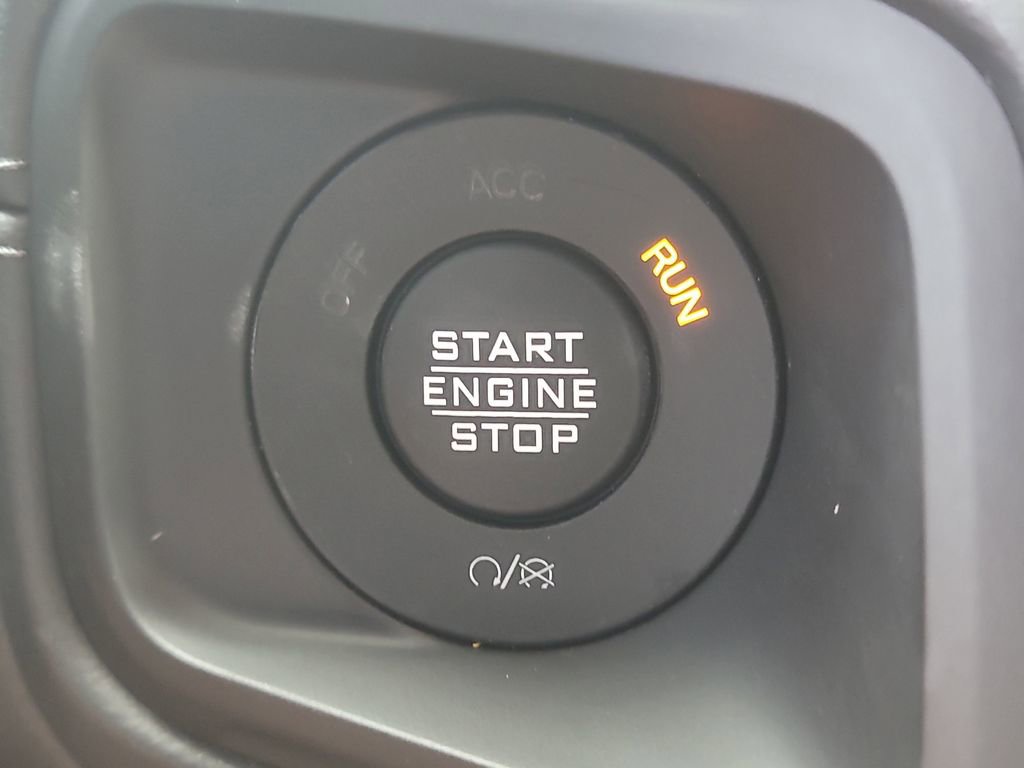 ACC
OFF
RUN
START
ENGINE
STOP